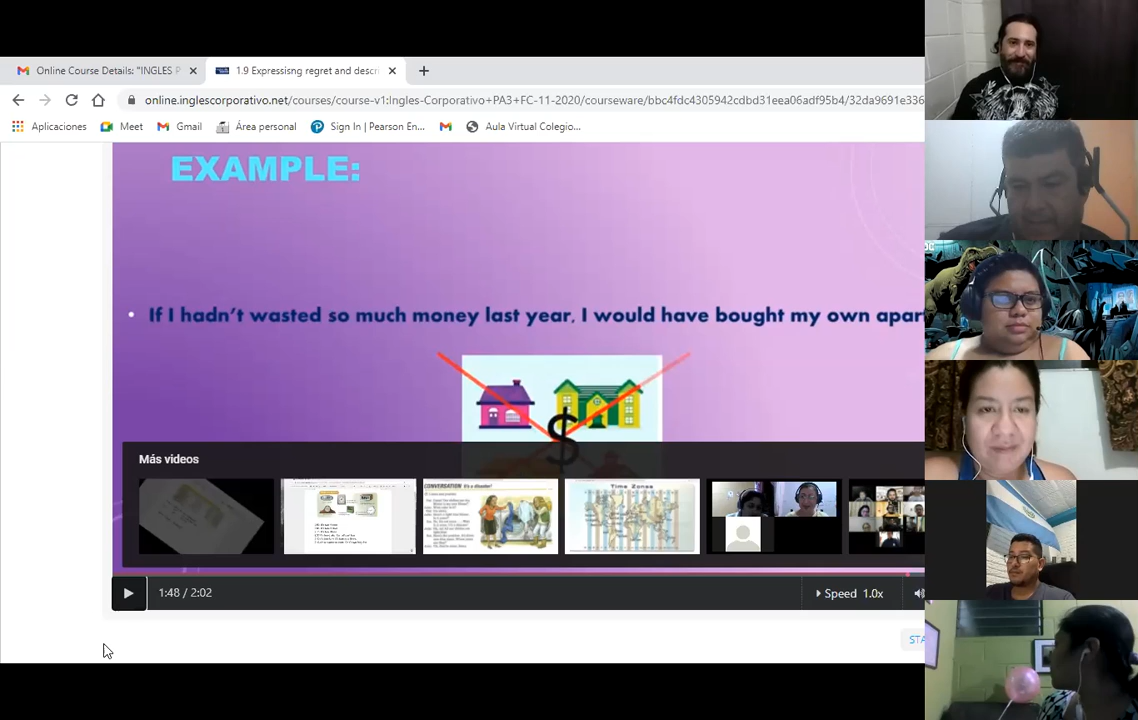 Online Course Details: "INGLES P
1.9 Expressisng regret and descri
online.inglescorporativo.net/courses/course-v1:Ingles-Corporativo+PA3+FC-11-2020/courseware/bbc4fdc4305942cdbd31eea06adf95b4/32da9691e336
Aplicaciones
Meet
Gmail
Área personal
Sign In | Pearson En...
Aula Virtual Colegio...
EXAMPLE:
• If I hadn't wasted so much money last year, I would have bought my own apar
$
Más videos
CONVERSATION It's a disaster!
Time Zones
1:48 / 2:02
Speed 1.0x
STA